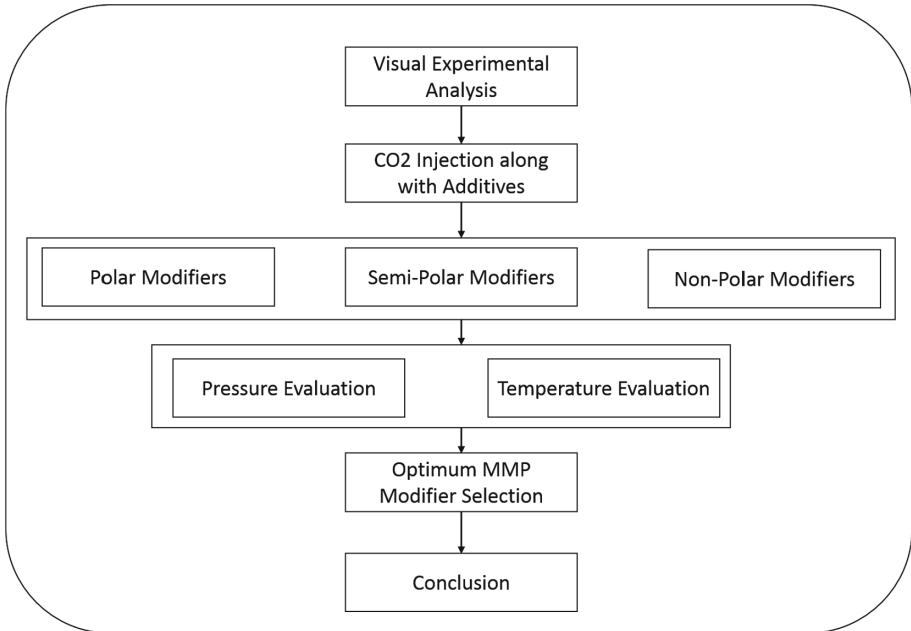 Visual Experimental
Analysis
CO2 Injection along
with Additives
Polar Modifiers
Semi-Polar Modifiers
Non-Polar Modifiers
Pressure Evaluation
Temperature Evaluation
Optimum MMP
Modifier Selection
Conclusion